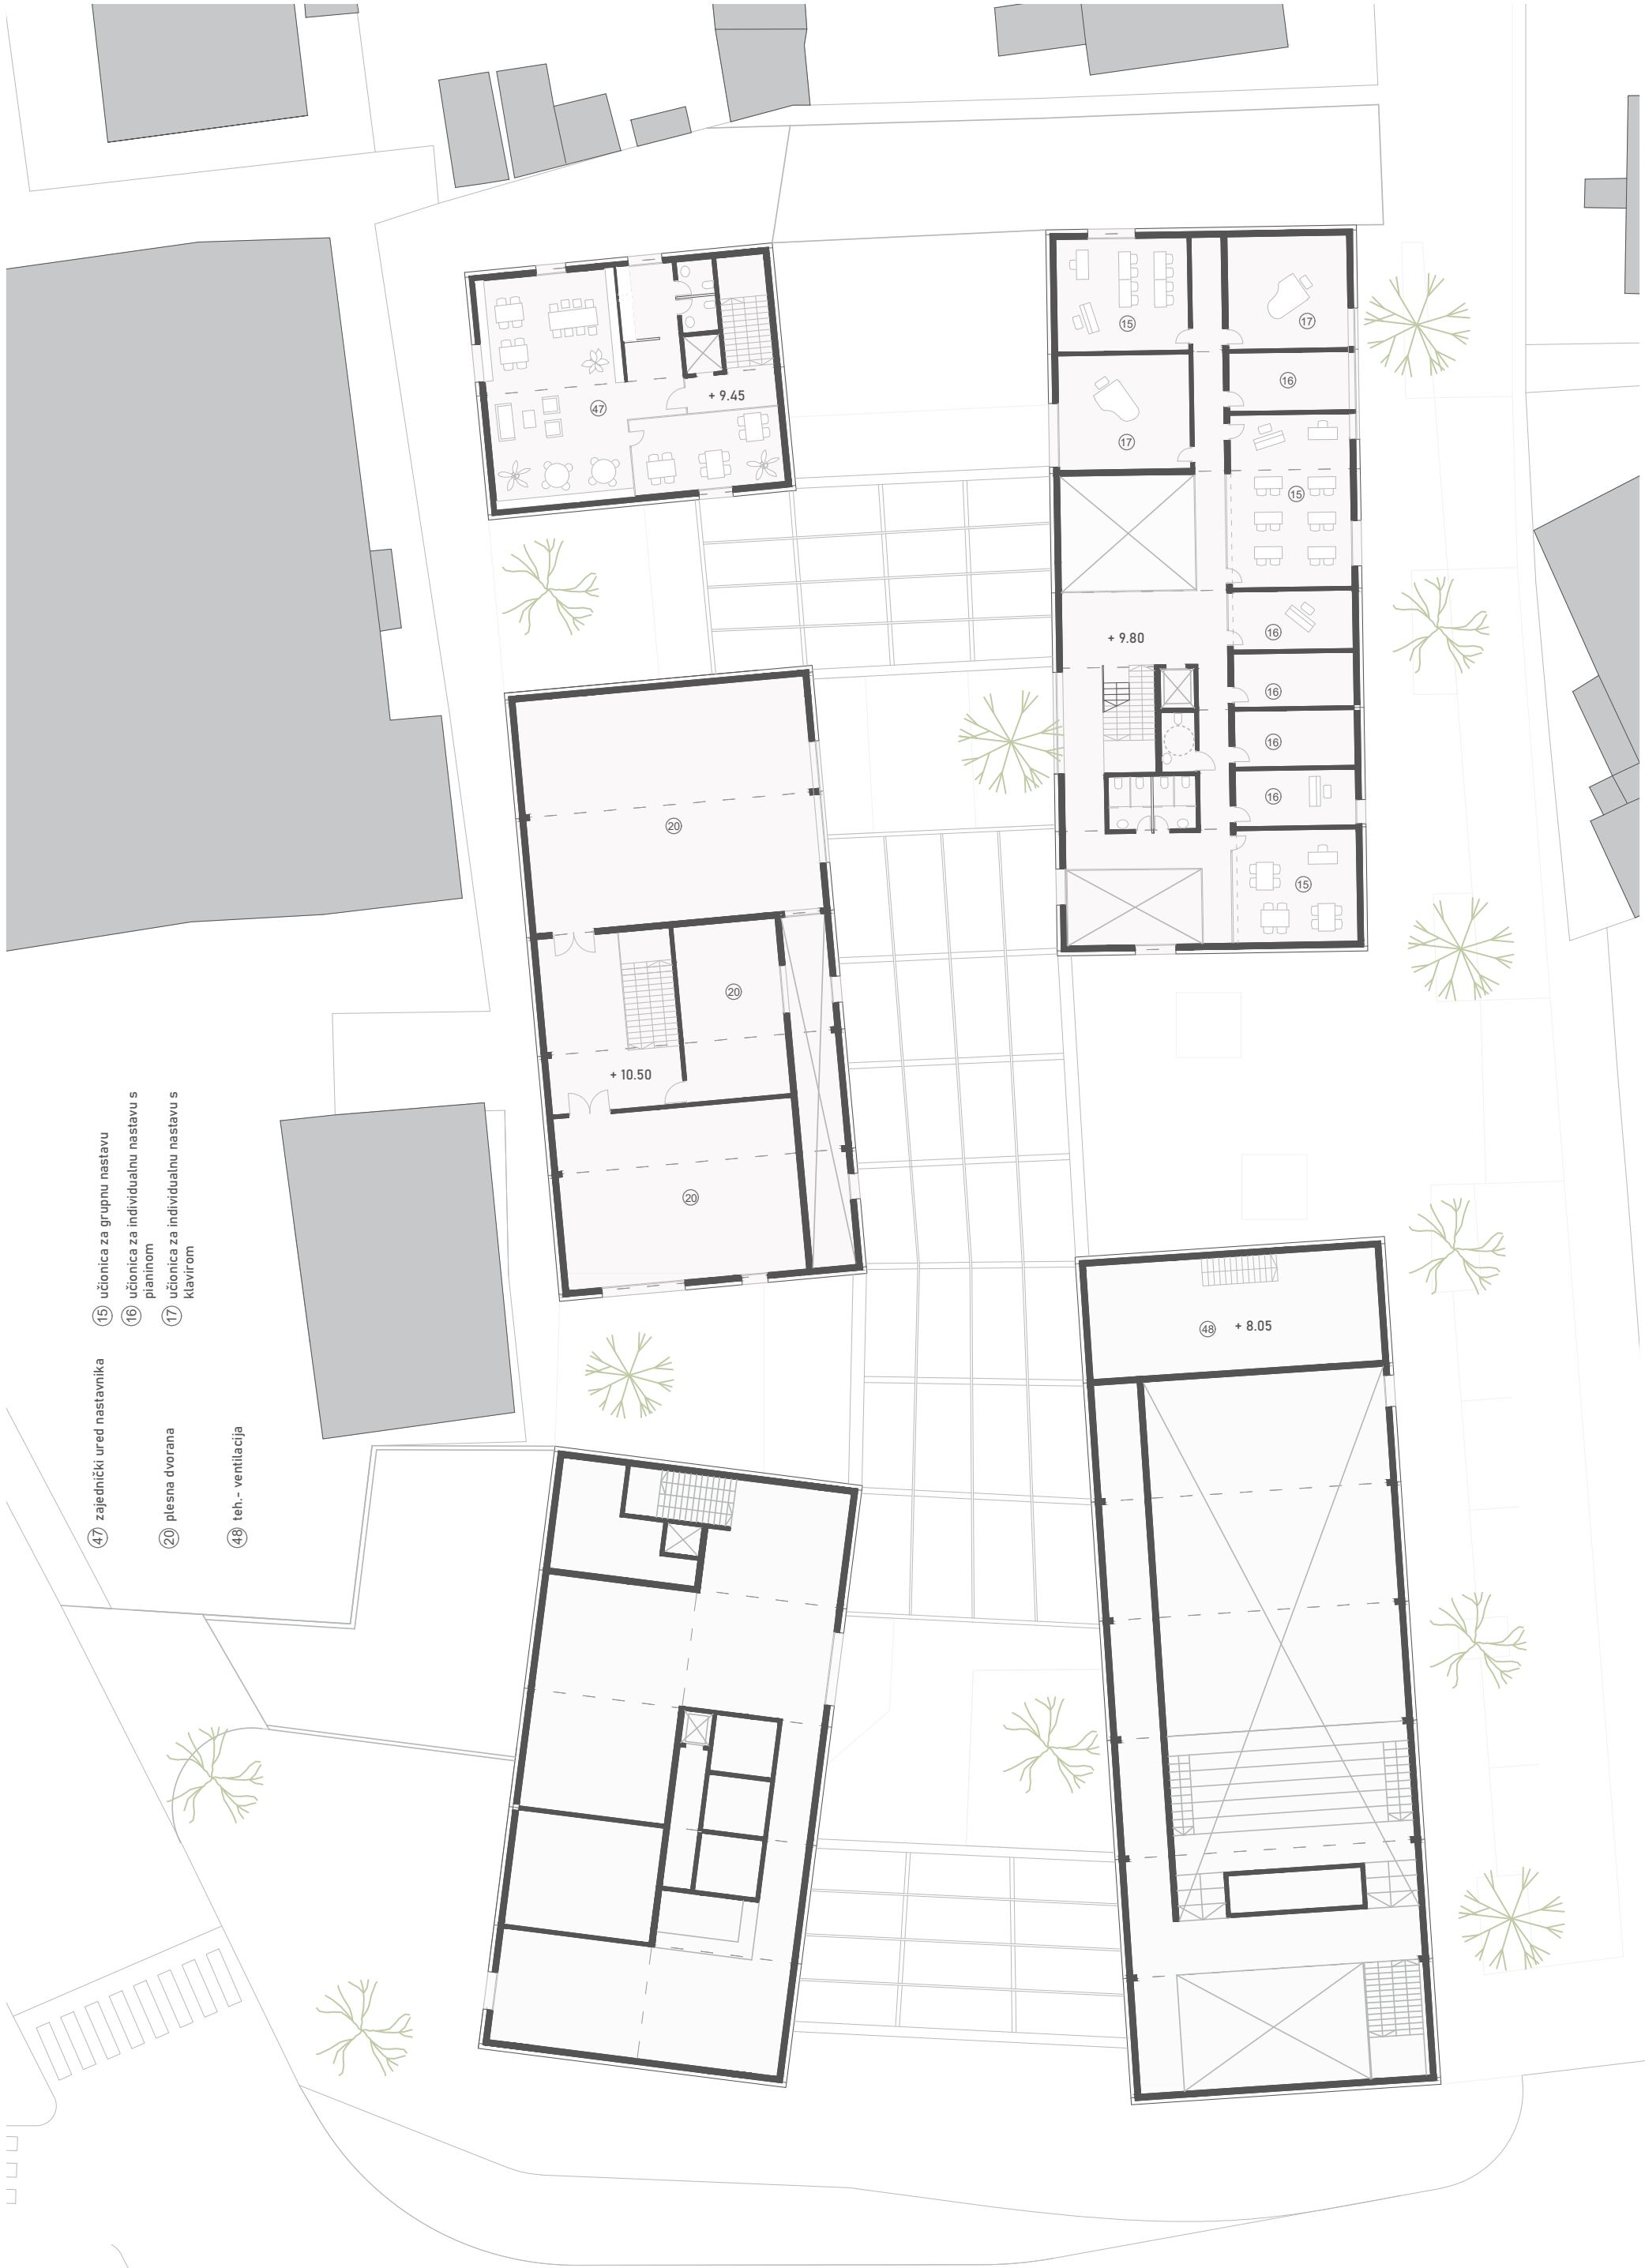 47
+ 9.45
15
17
16
17
15
+ 9.80
16
16
16
16
15
20
20
+ 10.50
20
48 + 8.05
15 učionica za grupnu nastavu
16 učionica za individualnu nastavu s
pianinom
17 učionica za individualnu nastavu s
klavirom
47 zajednički ured nastavnika
20 plesna dvorana
48 teh.- ventilacija